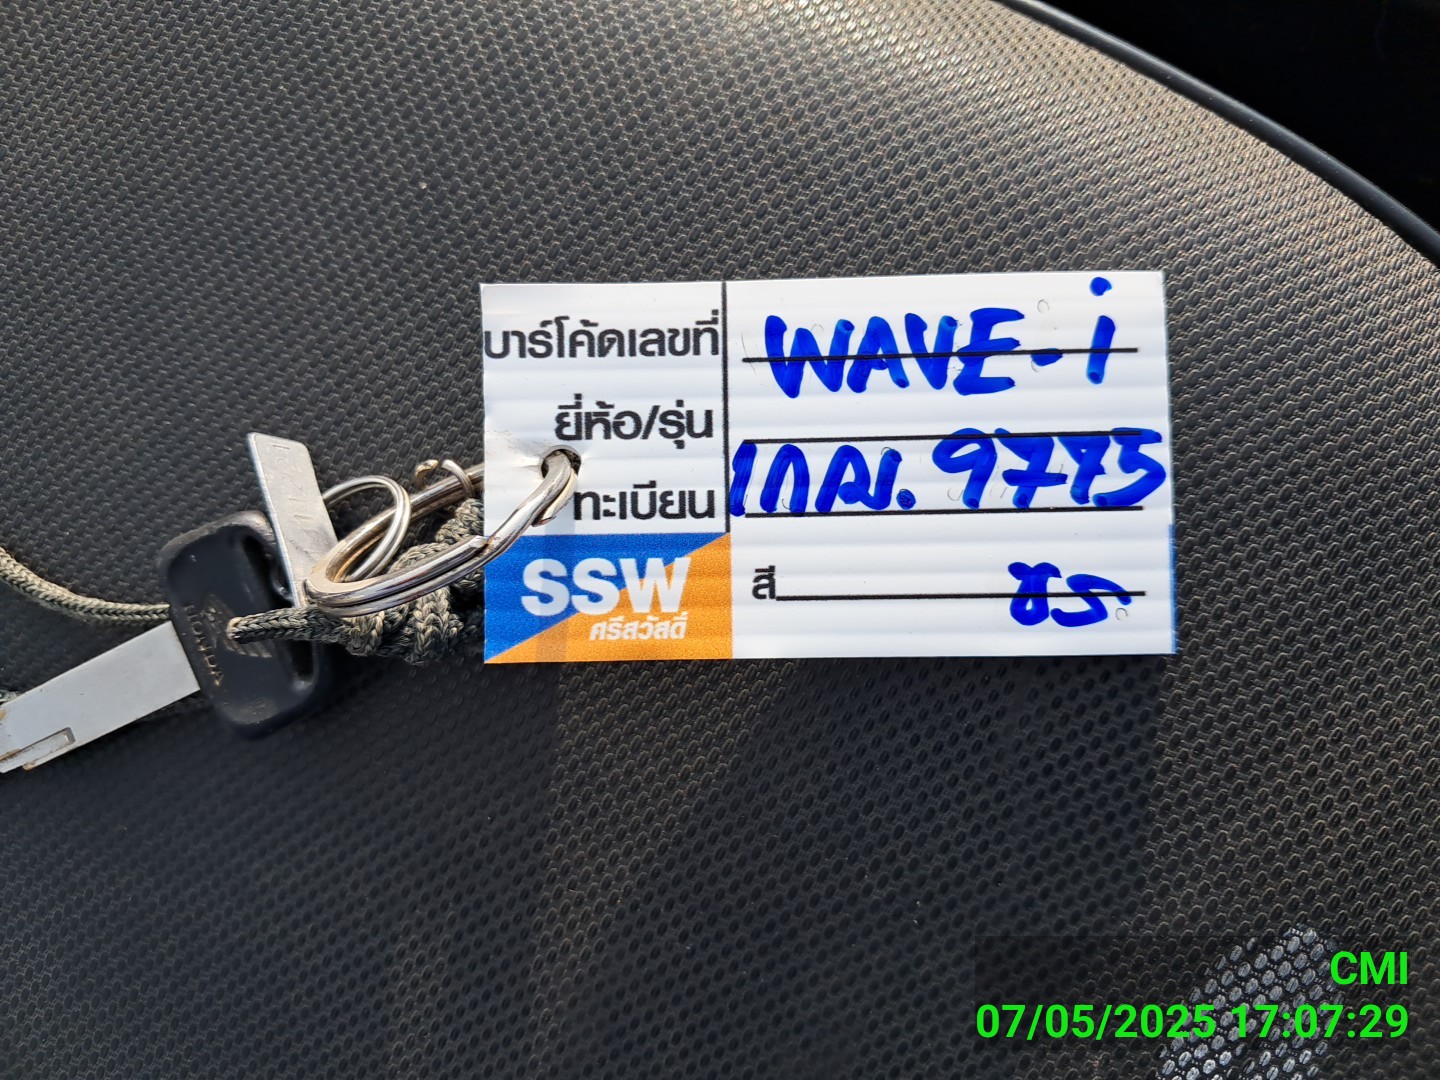 บาร์โค้ดเลขที่ WAVE-i
ยี่ห้อ/รุ่น
ทะเบียน 1กฌ. 9775
สี ชร
SSW
ศรีสวัสดิ์
CMI
07/05/2025 17:07:29